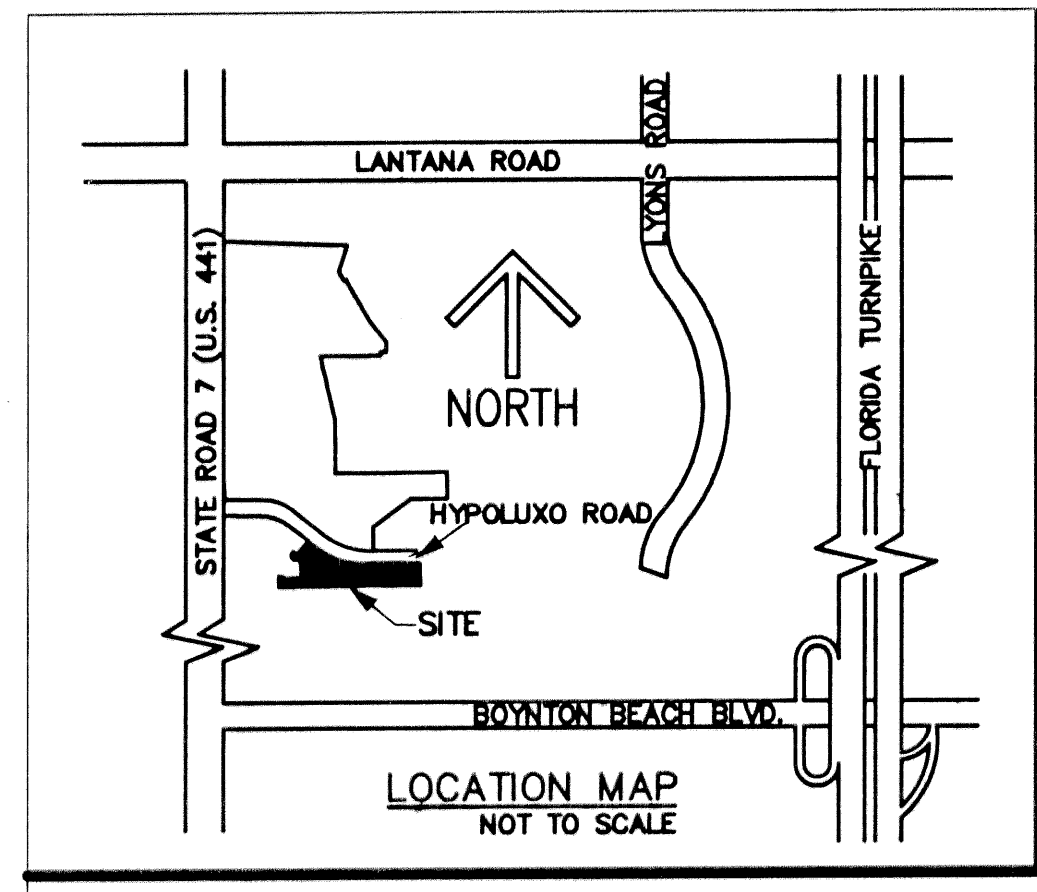 LANTANA ROAD
LYONS ROAD
STATE ROAD 7 (U.S. 441)
FLORIDA TURNPIKE
NORTH
HYPOLUXO ROAD
SITE
BOYNTON BEACH BLVD.
LOCATION MAP
NOT TO SCALE